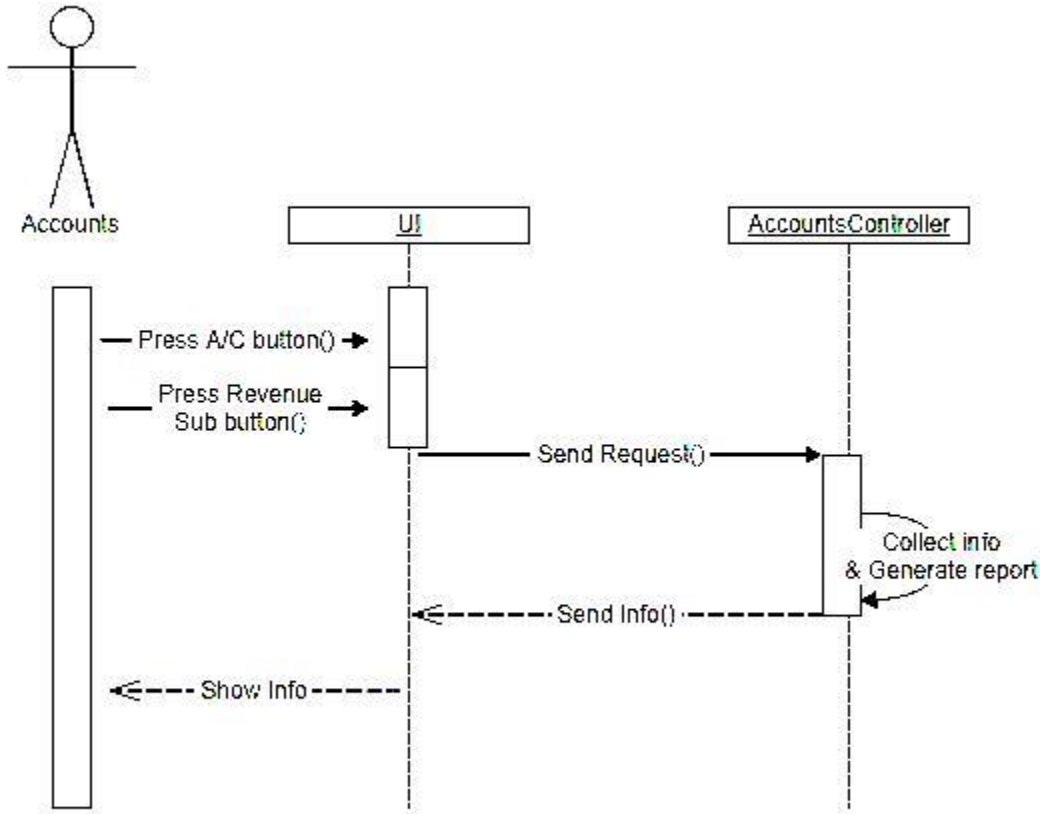 Accounts
UI
AccountsController
Press A/C button()
Press Revenue
Sub button()
Send Request()
Collect info
& Generate report
Send Info()
Show Info